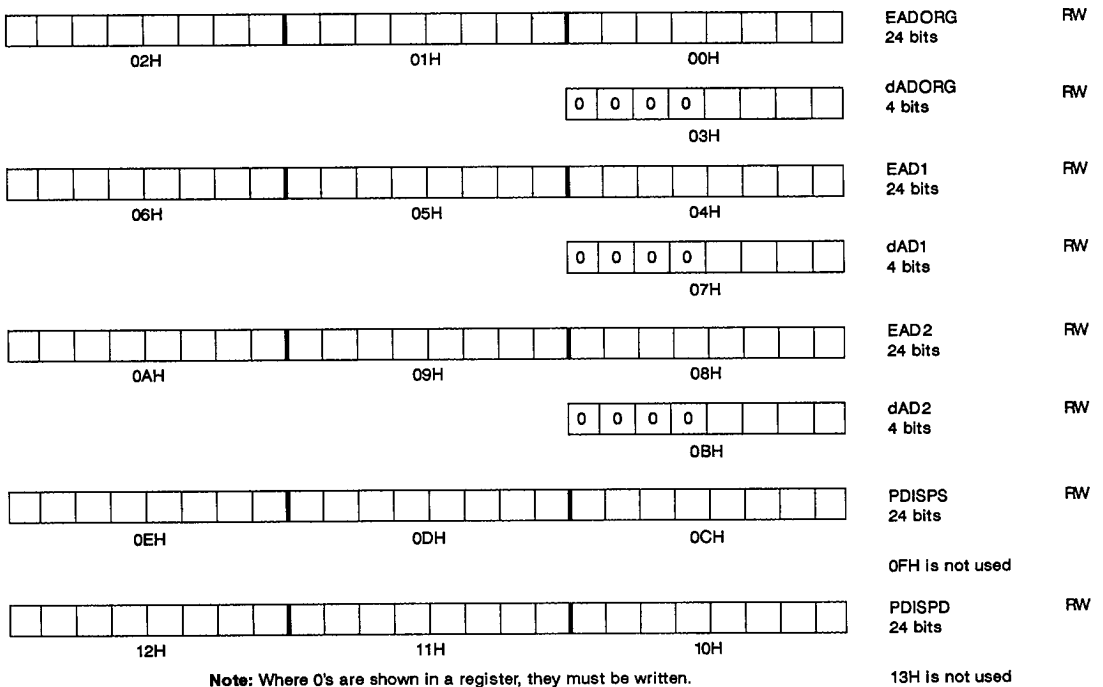 EADORG RW
24 bits
02H 01H 00H
dADORG RW
0 0 0 0
4 bits
03H
EAD1 RW
24 bits
06H 05H 04H
dAD1 RW
0 0 0 0
4 bits
07H
EAD2 RW
24 bits
0AH 09H 08H
dAD2 RW
0 0 0 0
4 bits
0BH
PDISPS RW
24 bits
0EH 0DH 0CH
0FH is not used
PDISPD RW
24 bits
12H 11H 10H
Note: Where 0's are shown in a register, they must be written.
13H is not used